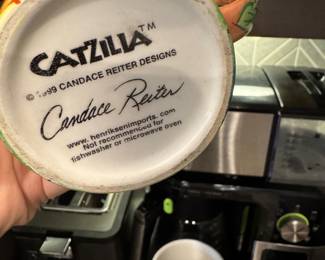 CATZILLA™
© 1999 CANDACE REITER DESIGNS
Candace Reiter
www.henriksenimports.com
Not recommended for
dishwasher or microwave oven